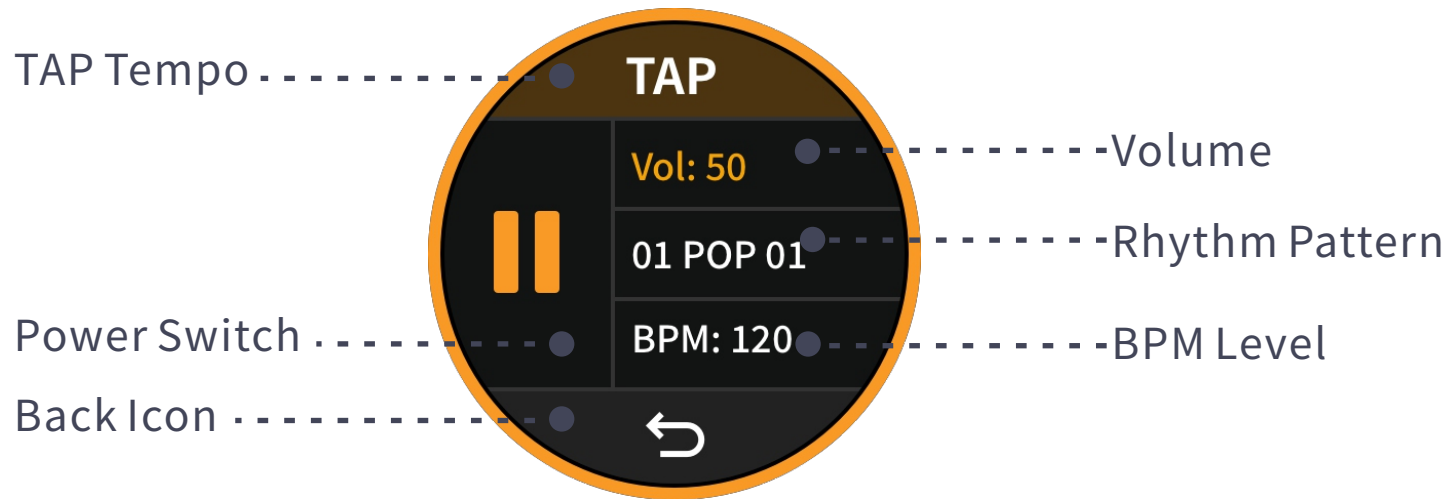 TAP Tempo
TAP
Vol: 50
Volume
01 POP 01
Rhythm Pattern
Power Switch
BPM: 120
BPM Level
Back Icon